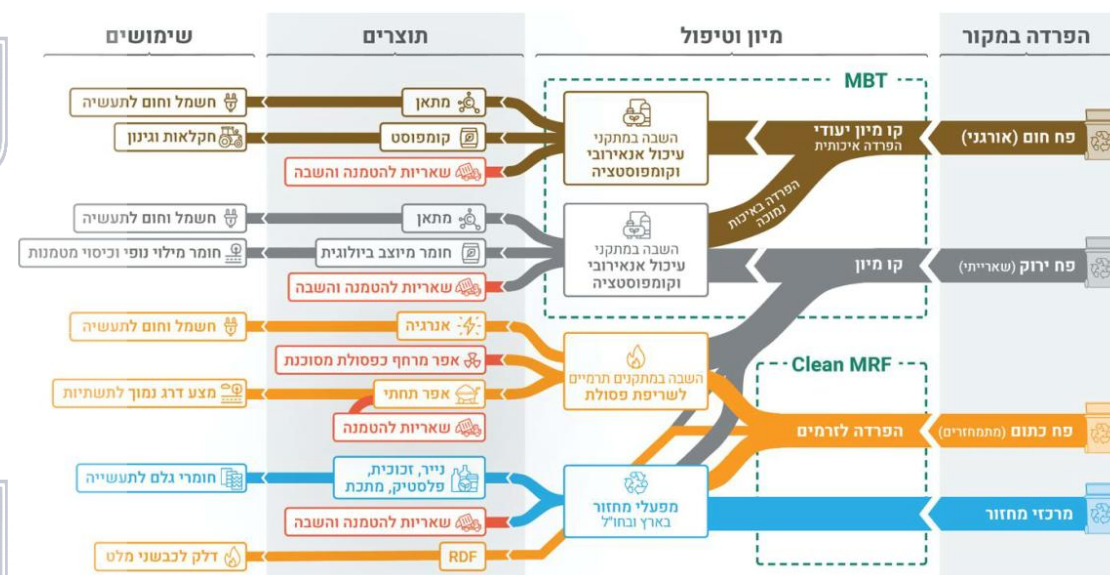 הפרדה במקור
מיון וטיפול
תוצרים
שימושים
MBT
פח חום (אורגני)
קו מיון יעודי
הפרדה איכותית
הפרדה באיכות
נמוכה
השבה במתקני
עיכול אנאירובי
וקומפוסטציה
מתאן
חשמל וחום לתעשיה
קומפוסט
חקלאות וגינון
שאריות להטמנה והשבה
פח ירוק (שארייתי)
קו מיון
השבה במתקני
עיכול אנאירובי
וקומפוסטציה
מתאן
חשמל וחום לתעשיה
חומר מיוצב ביולוגית
חומר מילוי נופי וכיסוי מטמנות
שאריות להטמנה והשבה
Clean MRF
פח כתום (מתמחזרים)
הפרדה לזרמים
השבה במתקנים תרמיים
לשריפת פסולת
אנרגיה
חשמל וחום לתעשיה
אפר מרחף כפסולת מסוכנת
אפר תחתי
מצע דרג נמוך לתשתיות
שאריות להטמנה
מרכזי מחזור
מפעלי מחזור
בארץ ובחו"ל
נייר, זכוכית,
פלסטיק, מתכת
חומרי גלם לתעשייה
שאריות להטמנה והשבה
RDF
דלק לכבשני מלט